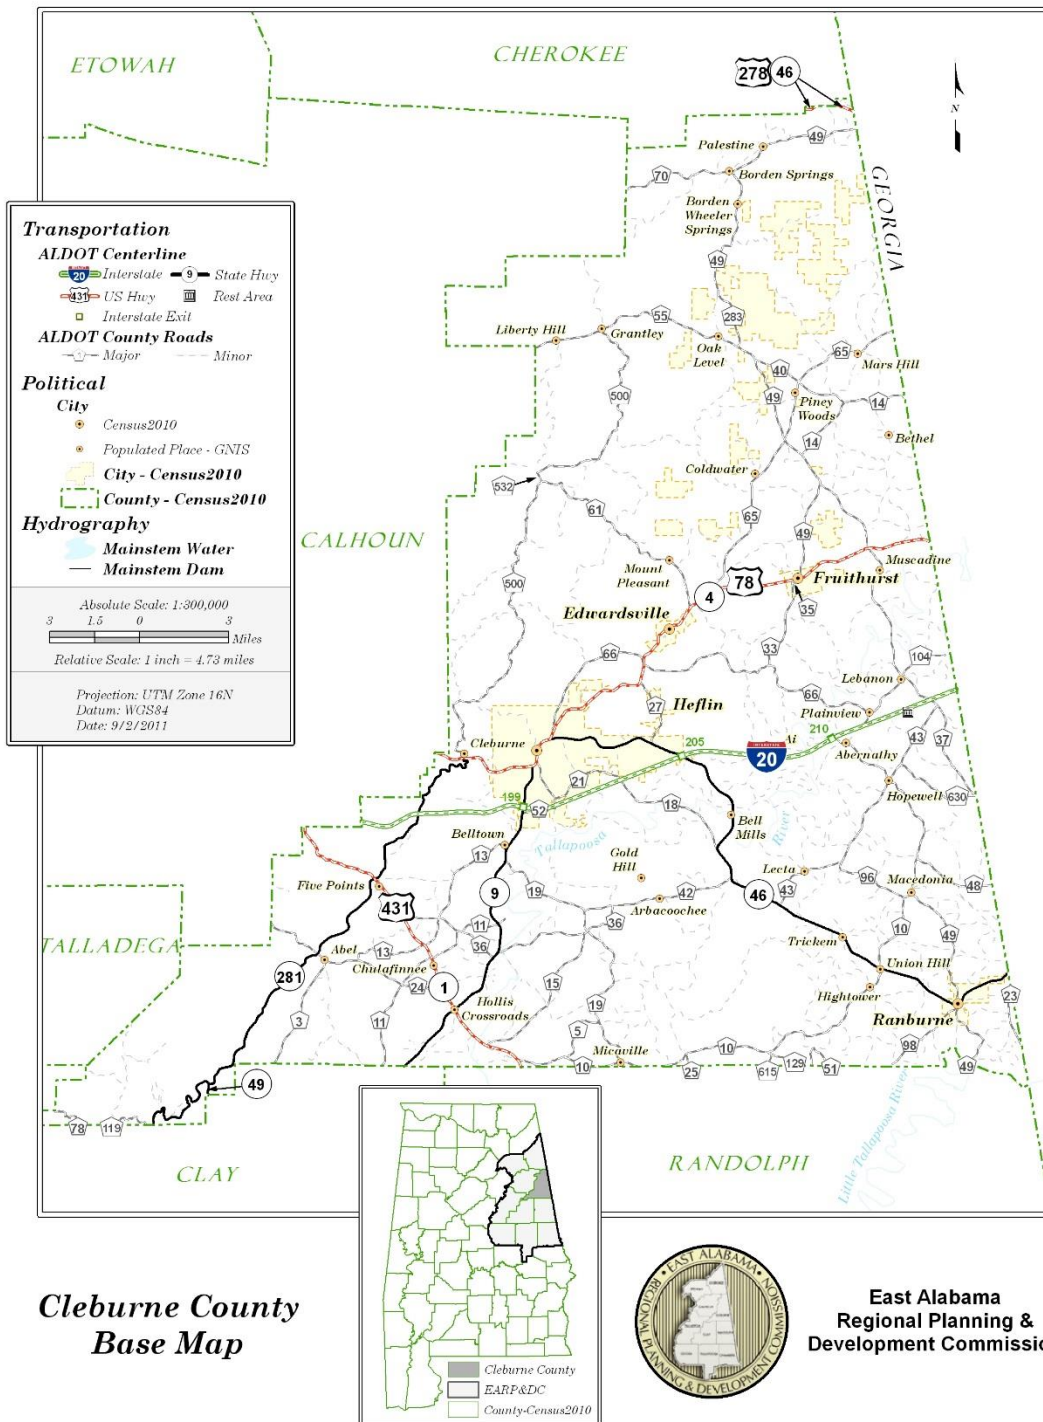 ETOWAH
CHEROKEE
278
46
N
GEORGIA
Palestine
49
70
Borden Springs
Borden
Wheeler
Springs
49
283
Transportation
ALDOT Centerline
20
Interstate
9
State Hwy
431
US Hwy
Rest Area
Interstate Exit
ALDOT County Roads
Major
Minor
Political
City
Census2010
Populated Place - GNIS
City - Census2010
County - Census2010
Hydrography
Mainstem Water
Mainstem Dam
Absolute Scale: 1:300,000
3 1.5 0 3
Miles
Relative Scale: 1 inch = 4.73 miles
Projection: UTM Zone 16N
Datum: WGS84
Date: 9/2/2011
Liberty Hill
Grantley
55
Oak
Level
65
Mars Hill
40
49
Piney
Woods
14
14
Bethel
500
Coldwater
532
61
65
49
CALHOUN
500
Mount
Pleasant
78
4
Fruithurst
Muscadine
35
Edwardsville
66
33
104
Lebanon
66
27
Heflin
Plainview
Cleburne
205
Ai
210
43
37
INTERSTATE
20
Abernathy
21
199
52
18
Hopewell
630
Bell
Mills
River
Tallapoosa
Belltown
13
Gold
Hill
Lecta
Five Points
9
19
42
43
96
Macedonia
48
431
Arbacoochee
46
TALLADEGA
11
36
36
Abel
13
Trickem
10
49
281
Chulafinnee
Union Hill
24
1
15
Hightower
23
3
11
Hollis
Crossroads
19
Ranburne
5
98
10
Micaville
10
25
615
129
51
49
49
78
119
CLAY
RANDOLPH
Little Tallapoosa River
Cleburne County
Base Map
Cleburne County
EARP&DC
County-Census2010
EAST ALABAMA
REGIONAL PLANNING & DEVELOPMENT COMMISSION
East Alabama
Regional Planning &
Development Commissio